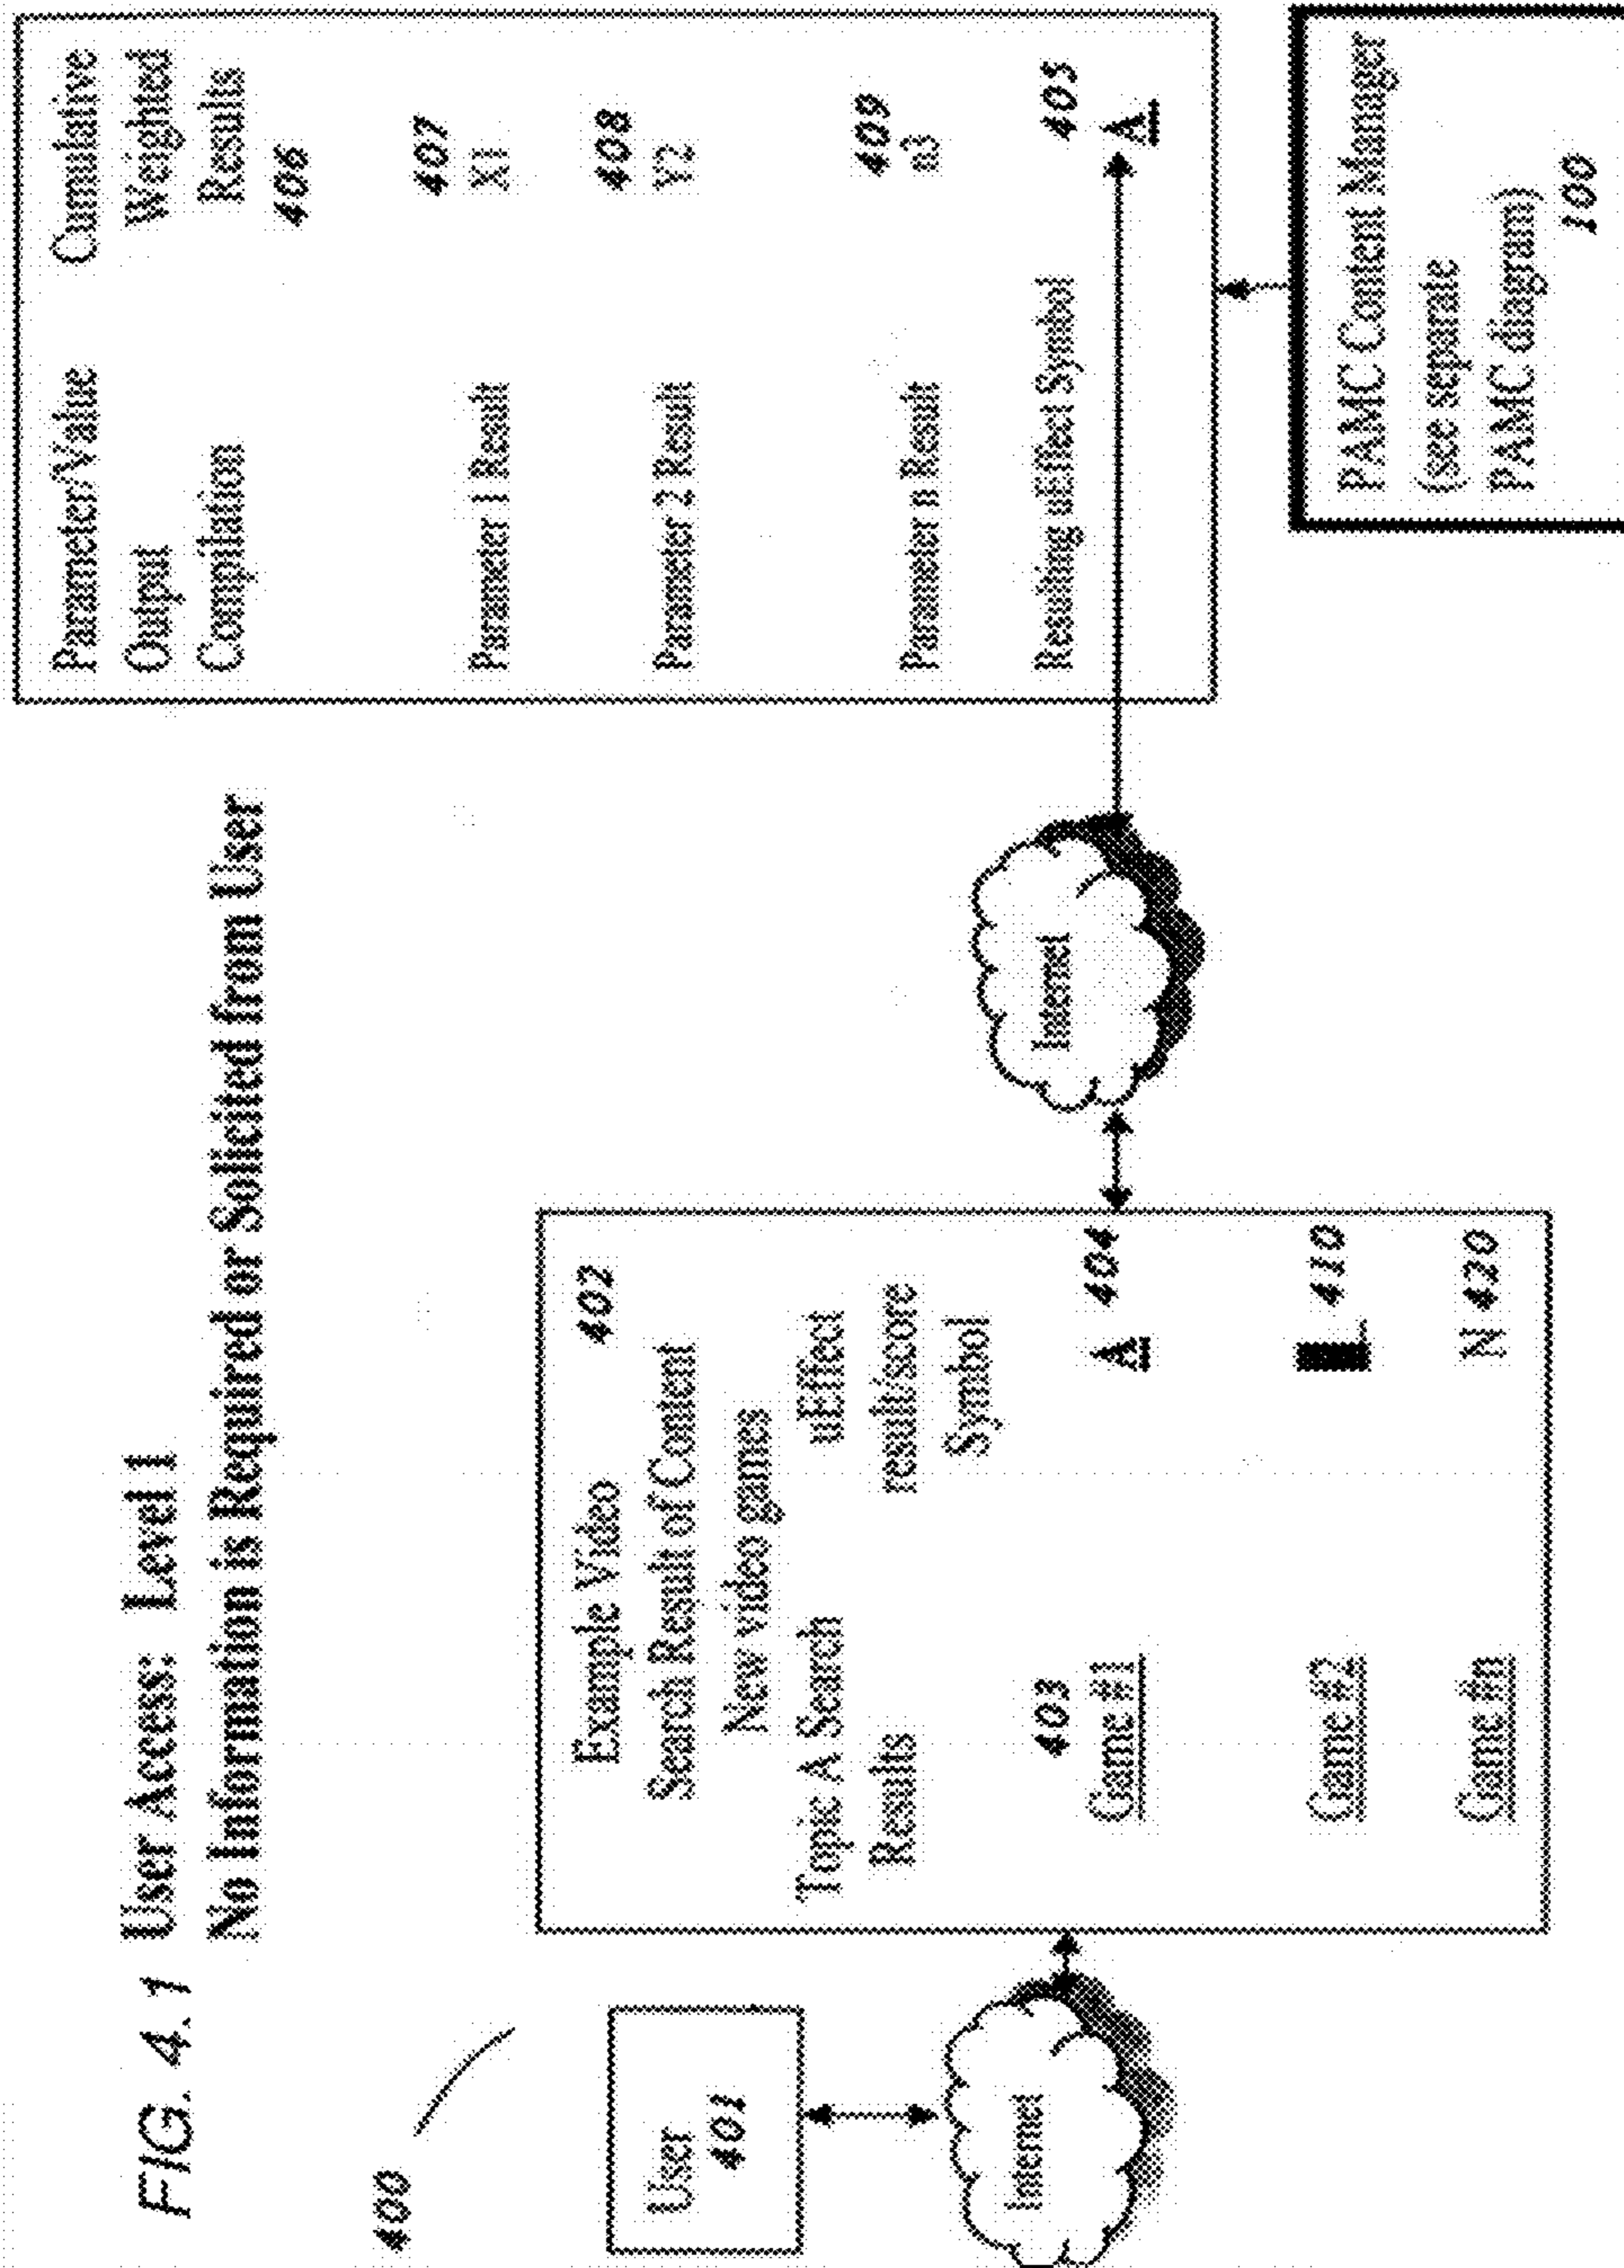 FIG. 4.1 User Access: Level 1
No Information is Required or Solicited from User
400
User
401
Internet
Example Video 402
Search Result of Content
New video games
Topic A Search uEffect
Results result/score
Symbol
403
Game #1 A 404
Game #2 L 410
Game #n N 420
Internet
Parameter/Value Cumulative
Output Weighted
Compilation Results
406
407
Parameter 1 Result X1
408
Parameter 2 Result Y2
409
Parameter n Result n3
Resulting uEffect Symbol 405
A
PAMC Content Manager
(see separate
PAMC diagram)
100